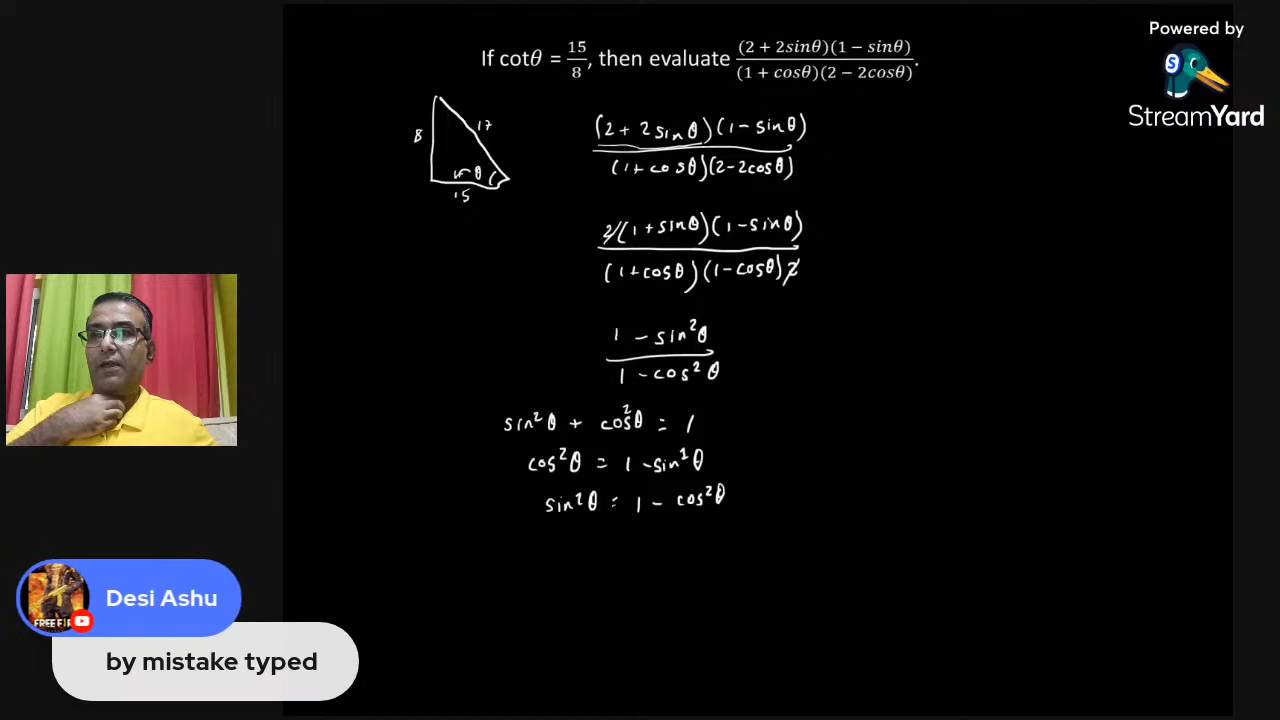 Powered by
StreamYard
If cotθ = 15/8, then evaluate (2 + 2sinθ)(1 − sinθ)/(1 + cosθ)(2 − 2cosθ).
8
17
θ
15
(2 + 2sinθ)(1 − sinθ)
(1 + cosθ)(2 − 2cosθ)
2(1 + sinθ)(1 − sinθ)
(1 + cosθ)(1 − cosθ)2
1 − sin²θ
1 − cos²θ
sin²θ + cos²θ = 1
cos²θ = 1 − sin²θ
sin²θ = 1 − cos²θ
Desi Ashu
FREE FIRE
by mistake typed